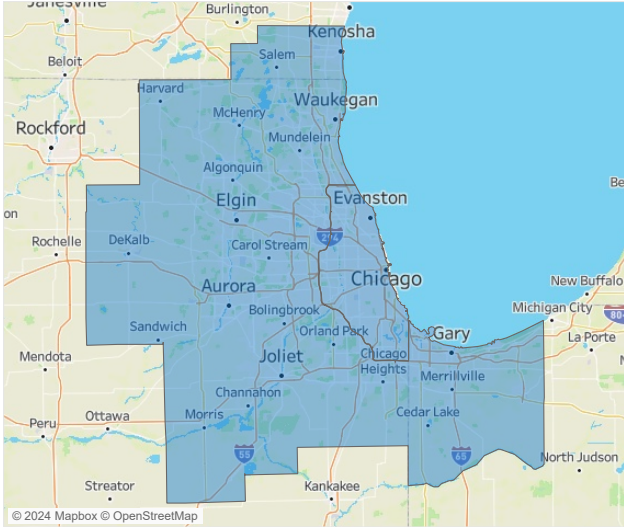 Janesville
Burlington
Kenosha
Beloit
Salem
Harvard
Waukegan
McHenry
Rockford
Mundelein
Algonquin
Elgin
Evanston
Be
on
294
Rochelle
DeKalb
Carol Stream
Chicago
New Buffalo
Aurora
Michigan City
Bolingbrook
80
Sandwich
Orland Park
Gary
La Porte
Mendota
Joliet
Chicago
Heights
Merrillville
Channahon
Ottawa
Morris
Cedar Lake
Peru
55
65
North Judson
Streator
Kankakee
© 2024 Mapbox © OpenStreetMap